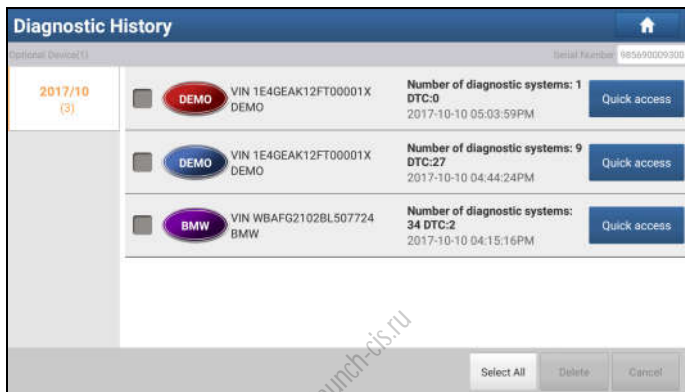 Diagnostic History
Optional Device(1)
Serial Number 985690009300
2017/10
(3)
DEMO
VIN 1E4GEAK12FT00001X
DEMO
Number of diagnostic systems: 1
DTC:0
2017-10-10 05:03:59PM
Quick access
DEMO
VIN 1E4GEAK12FT00001X
DEMO
Number of diagnostic systems: 9
DTC:27
2017-10-10 04:44:24PM
Quick access
BMW
VIN WBAFG2102BL507724
BMW
Number of diagnostic systems:
34 DTC:2
2017-10-10 04:15:16PM
Quick access
unch-cis.ru
Select All
Delete
Cancel